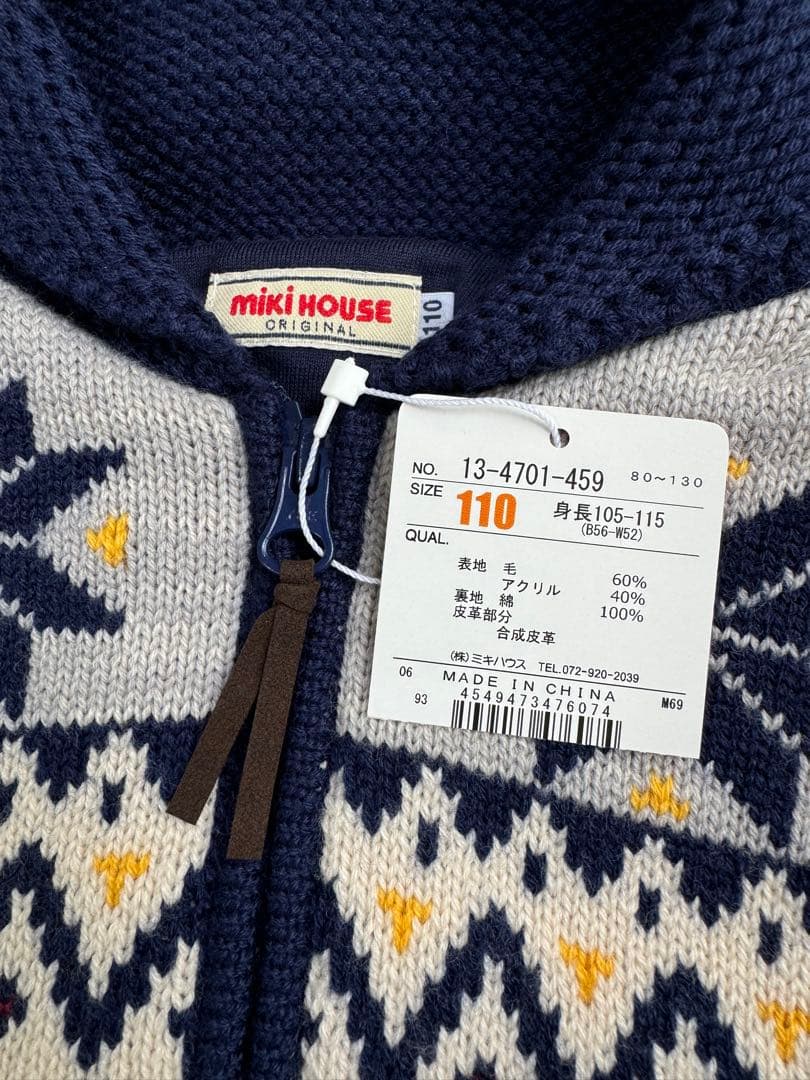 miki HOUSE
ORIGINAL
110
NO. 13-4701-459 80～130
SIZE 110 身長105-115
(B56-W52)
QUAL.
表地 毛 60%
アクリル 40%
裏地 綿 100%
皮革部分
合成皮革
(株)ミキハウス TEL.072-920-2039
06 MADE IN CHINA M69
93 4549473476074